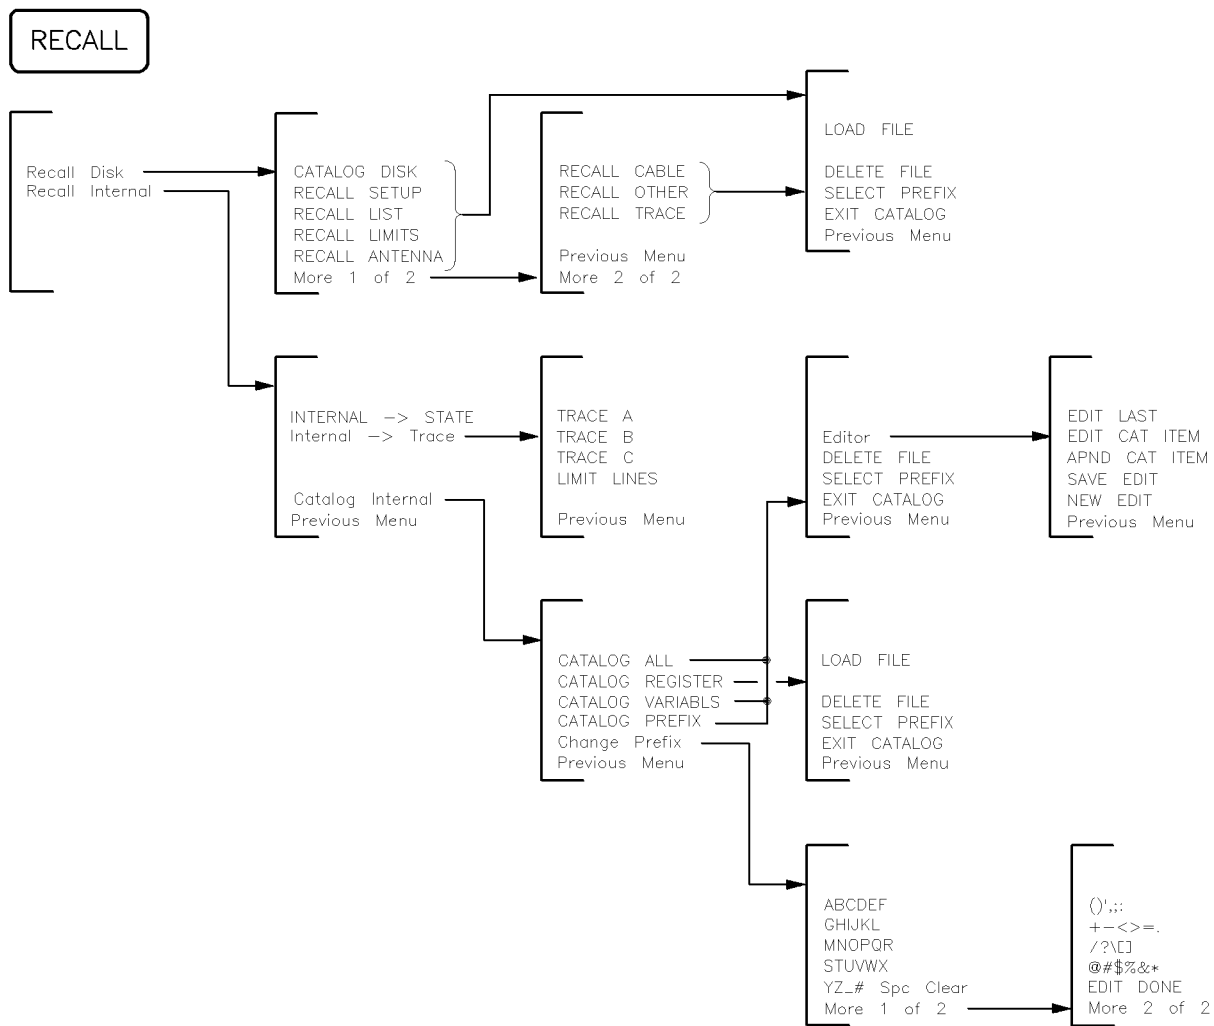 RECALL
Recall Disk
Recall Internal
CATALOG DISK
RECALL SETUP
RECALL LIST
RECALL LIMITS
RECALL ANTENNA
More 1 of 2
RECALL CABLE
RECALL OTHER
RECALL TRACE
Previous Menu
More 2 of 2
LOAD FILE
DELETE FILE
SELECT PREFIX
EXIT CATALOG
Previous Menu
INTERNAL -> STATE
Internal -> Trace
Catalog Internal
Previous Menu
TRACE A
TRACE B
TRACE C
LIMIT LINES
Previous Menu
Editor
DELETE FILE
SELECT PREFIX
EXIT CATALOG
Previous Menu
EDIT LAST
EDIT CAT ITEM
APND CAT ITEM
SAVE EDIT
NEW EDIT
Previous Menu
CATALOG ALL
CATALOG REGISTER
CATALOG VARIABLS
CATALOG PREFIX
Change Prefix
Previous Menu
LOAD FILE
DELETE FILE
SELECT PREFIX
EXIT CATALOG
Previous Menu
ABCDEF
GHIJKL
MNOPQR
STUVWX
YZ_# Spc Clear
More 1 of 2
()',;:
+-<>=.
/?\[]
@#$%&*
EDIT DONE
More 2 of 2